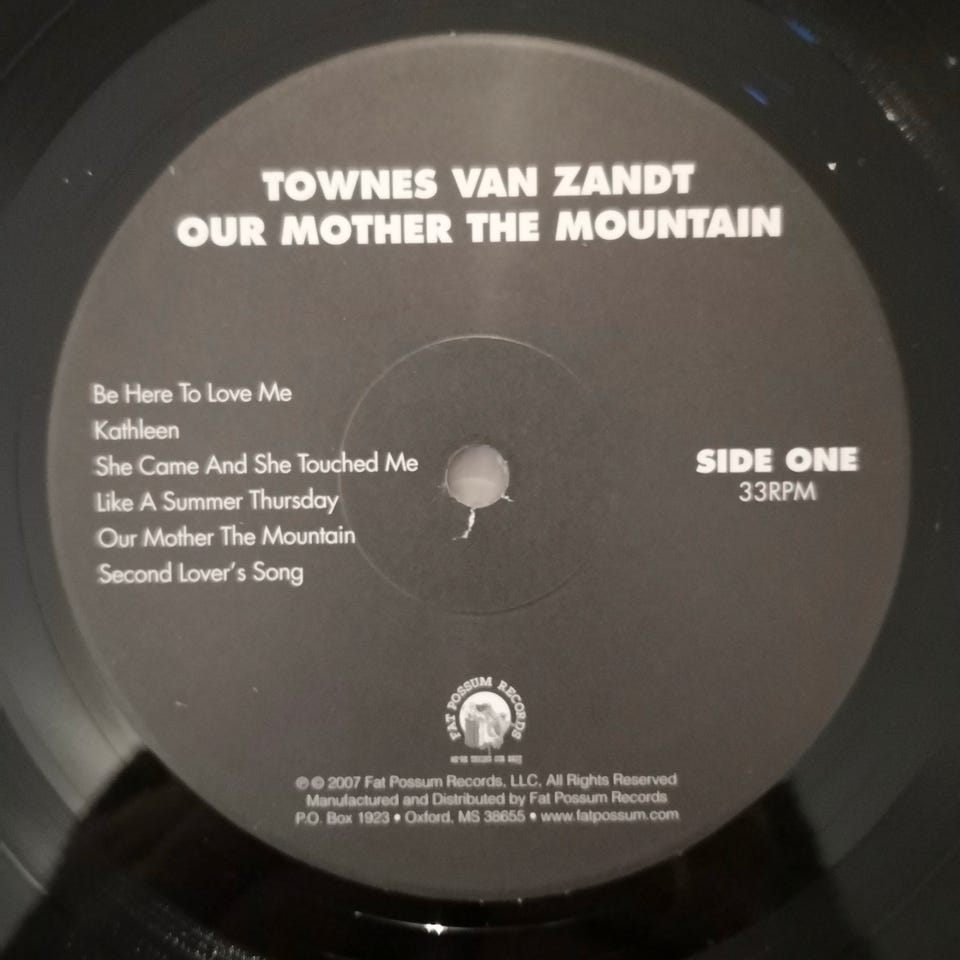 TOWNES VAN ZANDT
OUR MOTHER THE MOUNTAIN
Be Here To Love Me
Kathleen
She Came And She Touched Me
Like A Summer Thursday
Our Mother The Mountain
Second Lover's Song
SIDE ONE
33RPM
FAT POSSUM RECORDS
℗ © 2007 Fat Possum Records, LLC, All Rights Reserved
Manufactured and Distributed by Fat Possum Records
P.O. Box 1923 • Oxford, MS 38655 • www.fatpossum.com